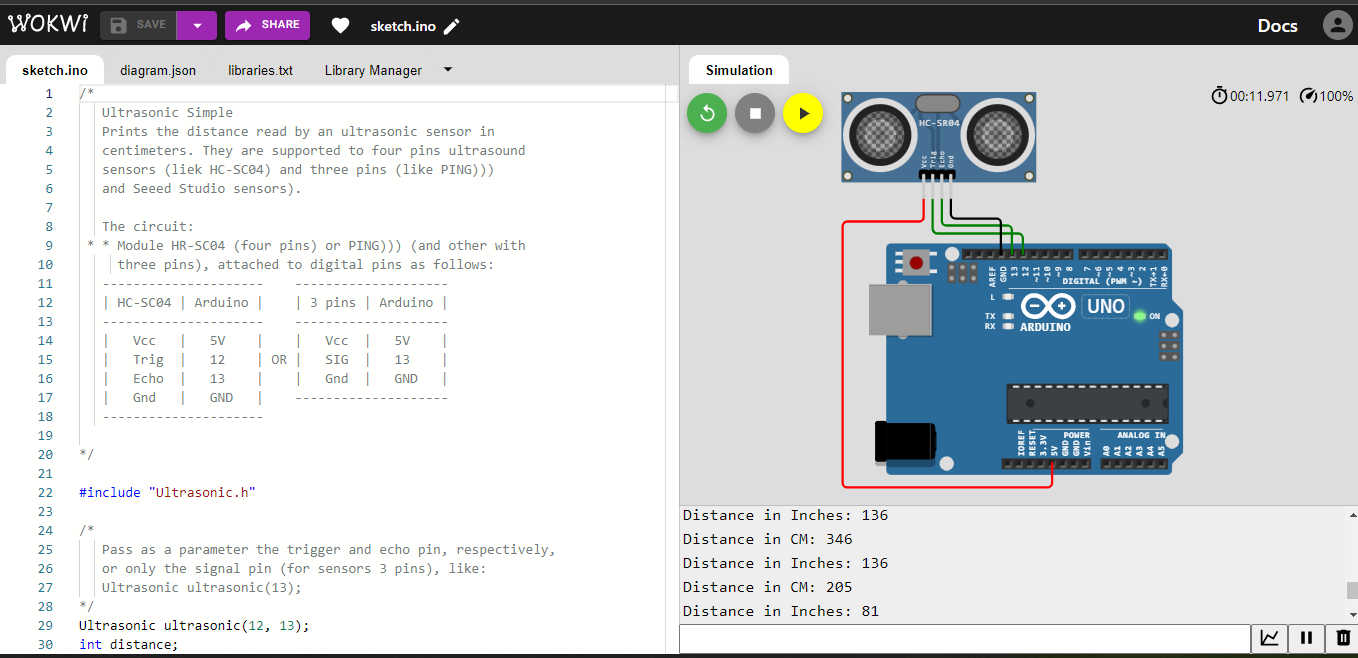 WOKWI SAVE SHARE sketch.ino Docs
sketch.ino diagram.json libraries.txt Library Manager
1 /*
2 Ultrasonic Simple
3 Prints the distance read by an ultrasonic sensor in
4 centimeters. They are supported to four pins ultrasound
5 sensors (liek HC-SC04) and three pins (like PING)))
6 and Seeed Studio sensors).
7
8 The circuit:
9 * * Module HR-SC04 (four pins) or PING))) (and other with
10 three pins), attached to digital pins as follows:
11 --------------------- ---------------------
12 | HC-SC04 | Arduino | | 3 pins | Arduino |
13 --------------------- --------------------
14 | Vcc | 5V | | Vcc | 5V |
15 | Trig | 12 | OR | SIG | 13 |
16 | Echo | 13 | | Gnd | GND |
17 | Gnd | GND | --------------------
18 ---------------------
19
20 */
21
22 #include "Ultrasonic.h"
23
24 /*
25 Pass as a parameter the trigger and echo pin, respectively,
26 or only the signal pin (for sensors 3 pins), like:
27 Ultrasonic ultrasonic(13);
28 */
29 Ultrasonic ultrasonic(12, 13);
30 int distance;
Simulation
00:11.971 100%
HC-SR04
Vcc
Trig
Echo
Gnd
AREF
GND
13
12
~11
~10
~9
8
7
~6
~5
4
~3
2
TX→1
RX←0
DIGITAL (PWM ~)
L
TX
RX
ARDUINO
UNO
ON
IOREF
RESET
3.3V
5V
GND
GND
Vin
POWER
ANALOG IN
A0
A1
A2
A3
A4
A5
Distance in Inches: 136
Distance in CM: 346
Distance in Inches: 136
Distance in CM: 205
Distance in Inches: 81